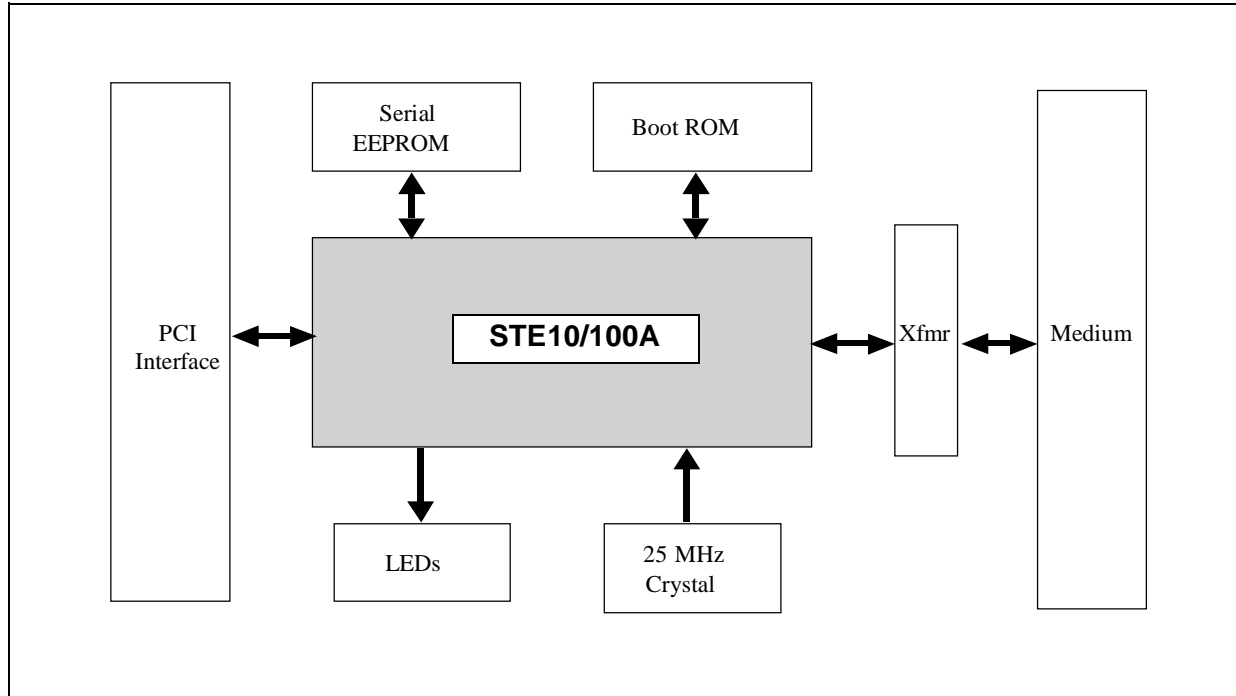 Serial
EEPROM
Boot ROM
PCI
Interface
STE10/100A
Xfmr
Medium
LEDs
25 MHz
Crystal